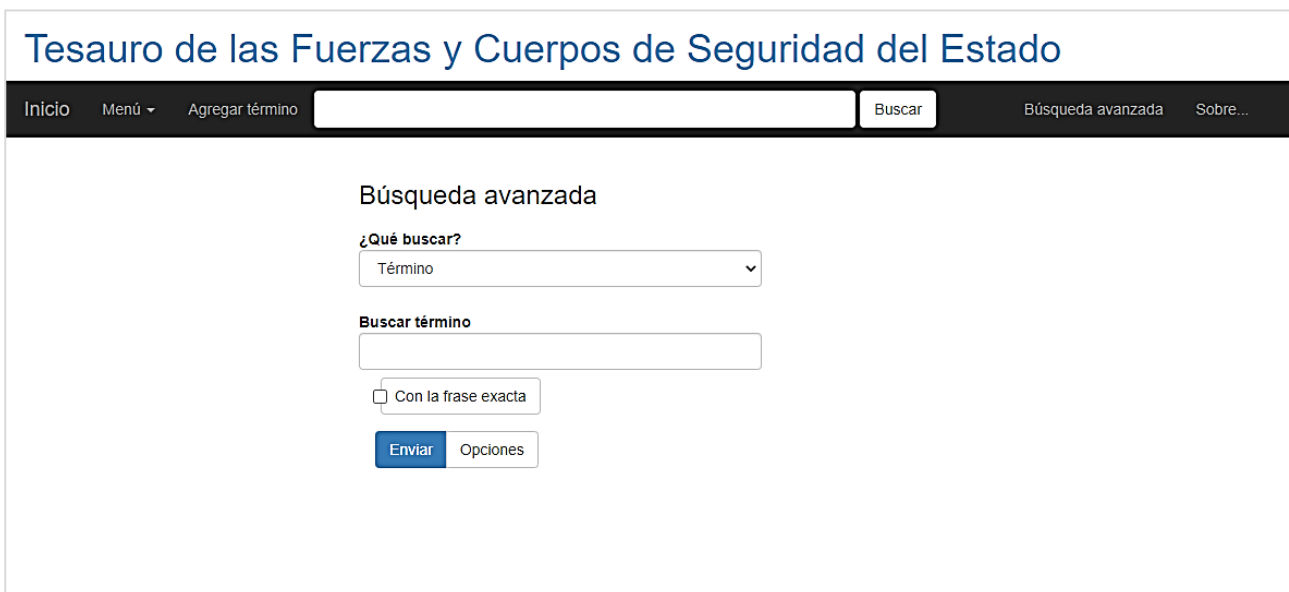 Tesauro de las Fuerzas y Cuerpos de Seguridad del Estado
Inicio Menú Agregar término Buscar Búsqueda avanzada Sobre...
Búsqueda avanzada
¿Qué buscar?
Término
Buscar término
Con la frase exacta
Enviar Opciones